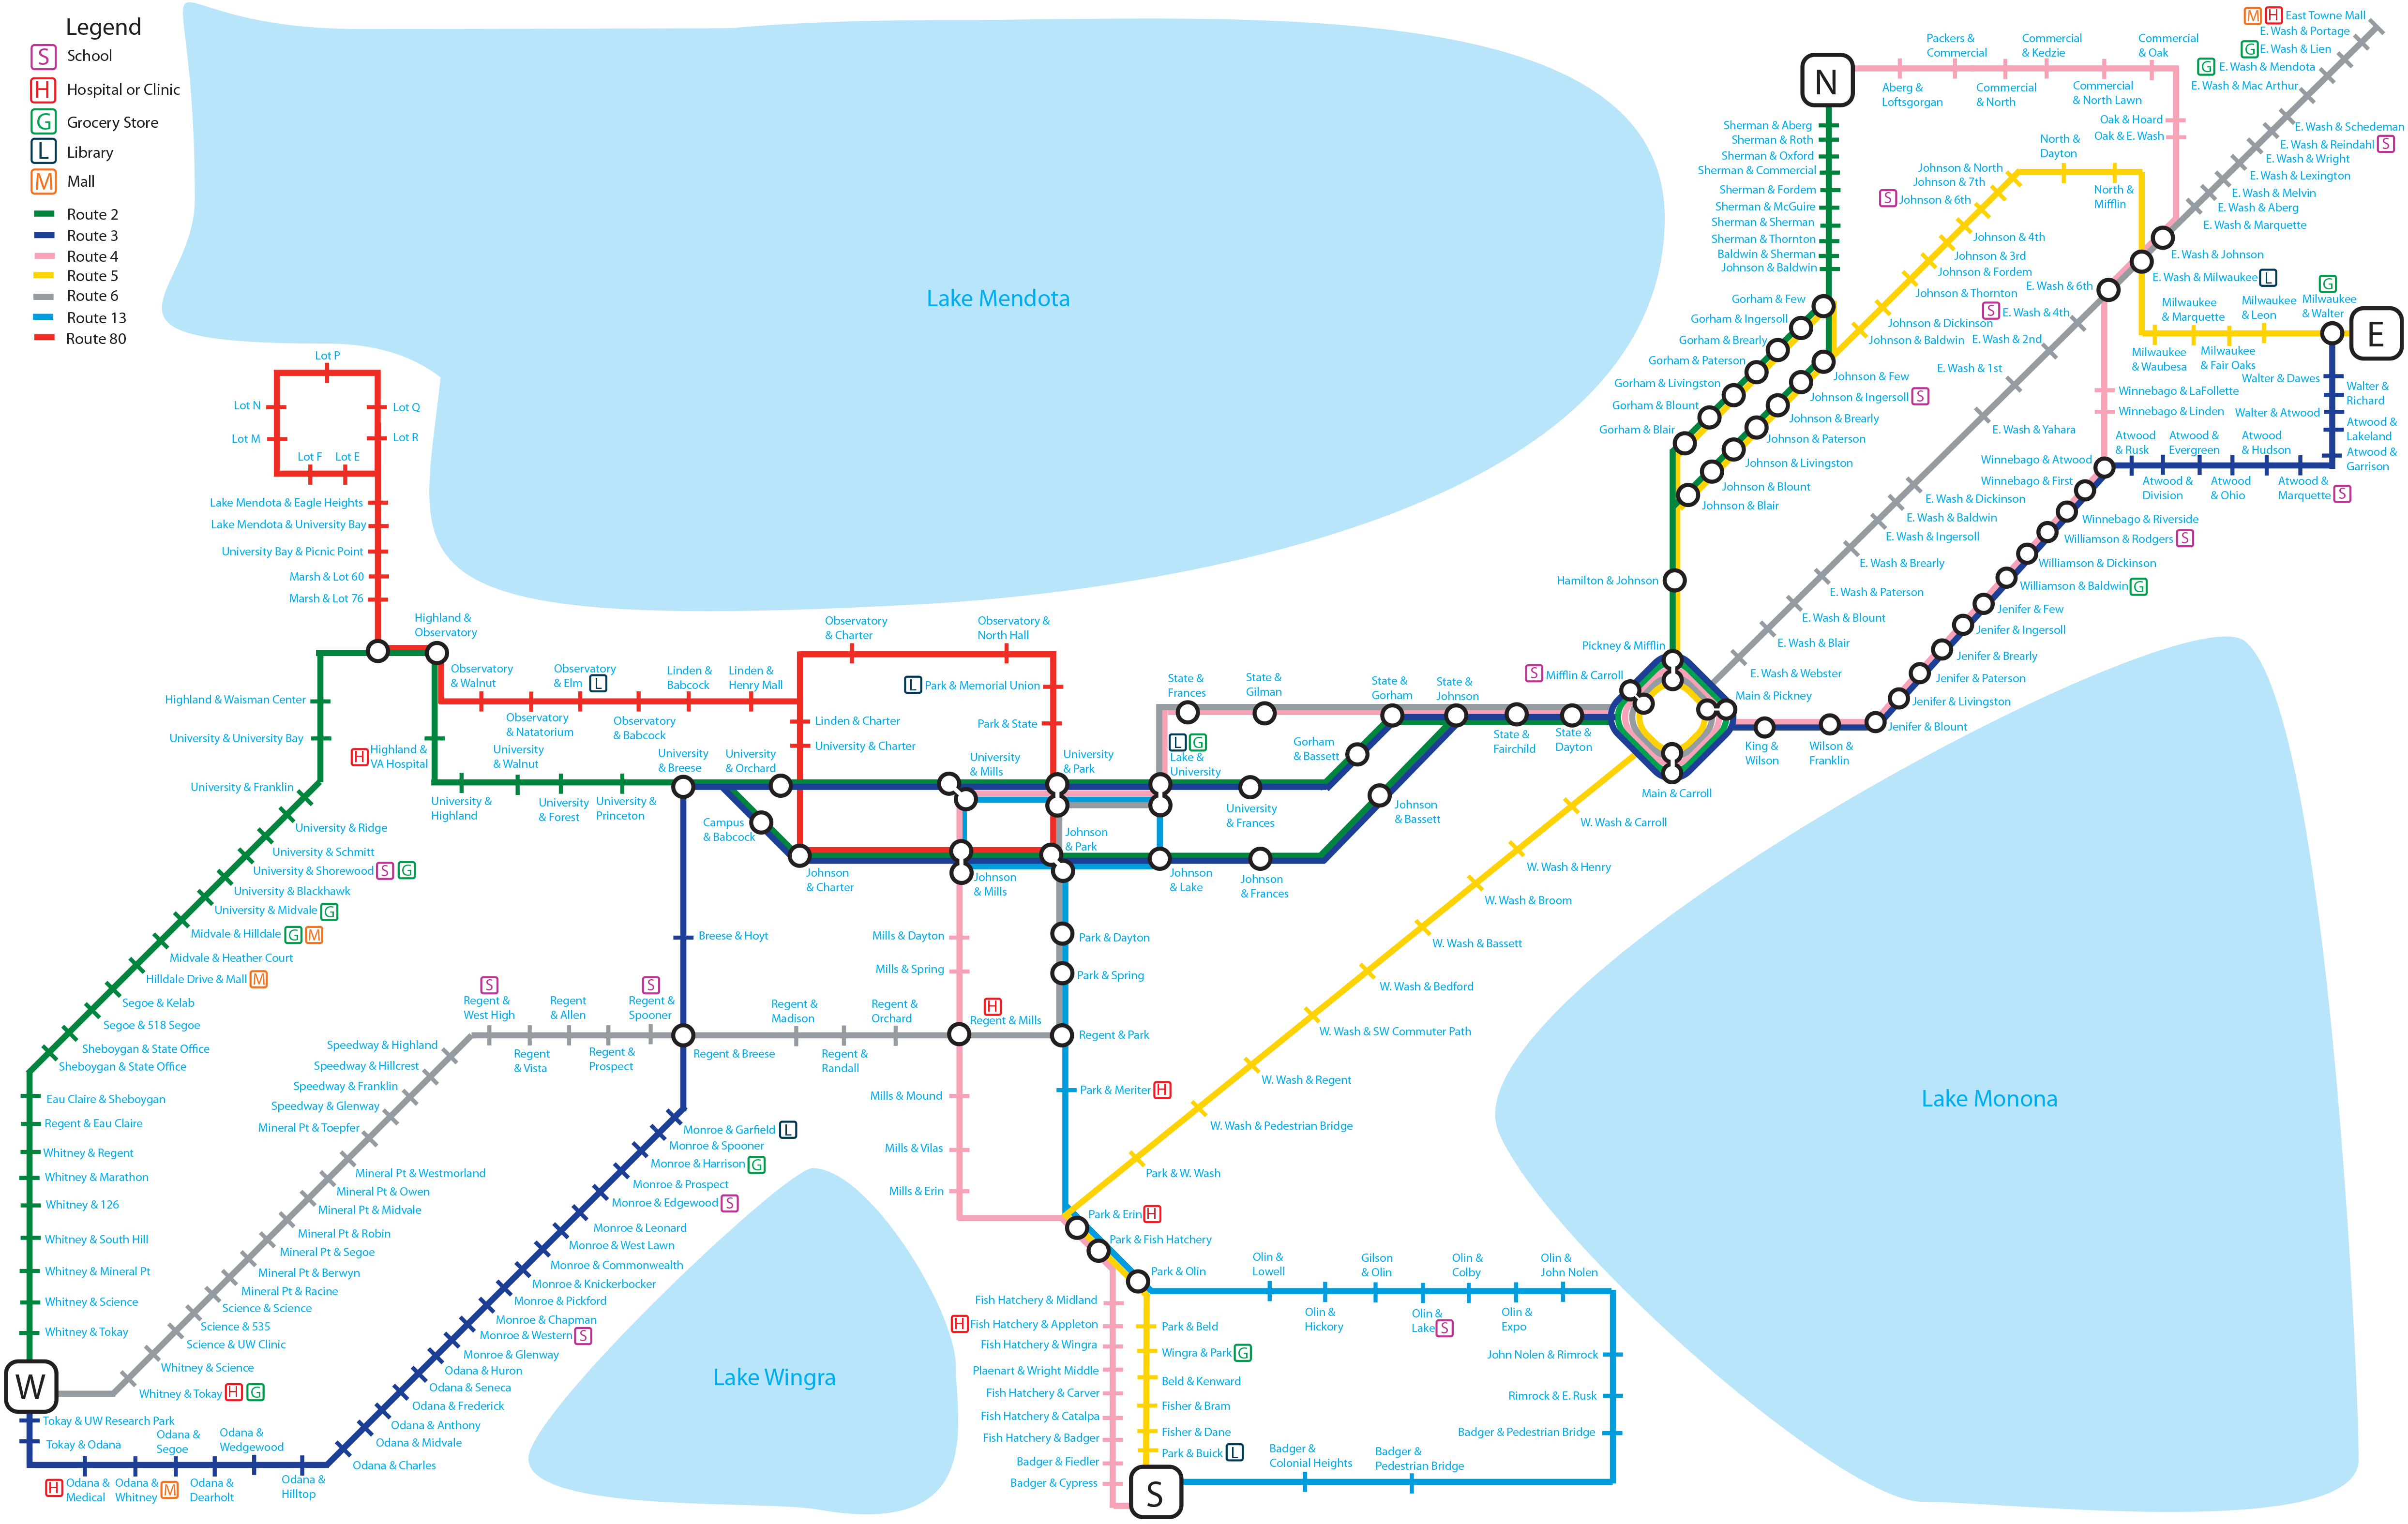 Legend
S School
H Hospital or Clinic
G Grocery Store
L Library
M Mall
Route 2
Route 3
Route 4
Route 5
Route 6
Route 13
Route 80
Lake Mendota
Lake Monona
Lake Wingra
N
E
W
S
Lot P
Lot N
Lot Q
Lot M
Lot R
Lot F
Lot E
Lake Mendota & Eagle Heights
Lake Mendota & University Bay
University Bay & Picnic Point
Marsh & Lot 60
Marsh & Lot 76
Highland &
Observatory
Observatory
& Walnut
Observatory
& Natatorium
Observatory
& Elm L
Observatory
& Babcock
Linden &
Babcock
Linden &
Henry Mall
Linden & Charter
University & Charter
Observatory
& Charter
Observatory &
North Hall
L Park & Memorial Union
Park & State
Highland & Waisman Center
University & University Bay
H Highland &
VA Hospital
University &
Highland
University
& Walnut
University
& Forest
University &
Princeton
University
& Breese
University
& Orchard
Campus
& Babcock
Johnson
& Charter
University
& Mills
University
& Park
Johnson
& Mills
Johnson
& Park
L G
Lake &
University
Johnson
& Lake
University
& Frances
Johnson
& Frances
Gorham
& Bassett
Johnson
& Bassett
State &
Frances
State &
Gilman
State &
Gorham
State &
Johnson
State &
Fairchild
State &
Dayton
S Mifflin & Carroll
Pickney & Mifflin
Main & Pickney
Main & Carroll
Hamilton & Johnson
University & Franklin
University & Ridge
University & Schmitt
University & Shorewood S G
University & Blackhawk
University & Midvale G
Midvale & Hilldale G M
Midvale & Heather Court
Hilldale Drive & Mall M
Segoe & Kelab
Segoe & 518 Segoe
Sheboygan & State Office
Sheboygan & State Office
Eau Claire & Sheboygan
Regent & Eau Claire
Whitney & Regent
Whitney & Marathon
Whitney & 126
Whitney & South Hill
Whitney & Mineral Pt
Whitney & Science
Whitney & Tokay
S
Regent &
West High
Regent
& Vista
Regent
& Allen
Regent &
Prospect
S
Regent &
Spooner
Regent & Breese
Regent &
Madison
Regent &
Randall
Regent &
Orchard
H
Regent & Mills
Regent & Park
Speedway & Highland
Speedway & Hillcrest
Speedway & Franklin
Speedway & Glenway
Mineral Pt & Toepfer
Mineral Pt & Westmorland
Mineral Pt & Owen
Mineral Pt & Midvale
Mineral Pt & Robin
Mineral Pt & Segoe
Mineral Pt & Berwyn
Mineral Pt & Racine
Science & Science
Science & 535
Science & UW Clinic
Whitney & Science
Whitney & Tokay H G
Breese & Hoyt
Monroe & Garfield L
Monroe & Spooner
Monroe & Harrison G
Monroe & Prospect
Monroe & Edgewood S
Monroe & Leonard
Monroe & West Lawn
Monroe & Commonwealth
Monroe & Knickerbocker
Monroe & Pickford
Monroe & Chapman
Monroe & Western S
Monroe & Glenway
Odana & Huron
Odana & Seneca
Odana & Frederick
Odana & Anthony
Odana & Midvale
Odana & Charles
Odana &
Hilltop
Odana &
Wedgewood
Odana &
Dearholt
Odana &
Segoe
Odana &
Whitney M
H Odana &
Medical
Tokay & Odana
Tokay & UW Research Park
Mills & Dayton
Mills & Spring
Mills & Mound
Mills & Vilas
Mills & Erin
Park & Dayton
Park & Spring
Park & Meriter H
Park & Erin H
Park & Fish Hatchery
Park & Olin
Fish Hatchery & Midland
H Fish Hatchery & Appleton
Fish Hatchery & Wingra
Plaenart & Wright Middle
Fish Hatchery & Carver
Fish Hatchery & Catalpa
Fish Hatchery & Badger
Badger & Fiedler
Badger & Cypress
Park & Beld
Wingra & Park G
Beld & Kenward
Fisher & Bram
Fisher & Dane
Park & Buick L
Olin &
Lowell
Olin &
Hickory
Gilson
& Olin
Olin &
Lake S
Olin &
Colby
Olin &
Expo
Olin &
John Nolen
John Nolen & Rimrock
Rimrock & E. Rusk
Badger & Pedestrian Bridge
Badger &
Pedestrian Bridge
Badger &
Colonial Heights
W. Wash & Carroll
W. Wash & Henry
W. Wash & Broom
W. Wash & Bassett
W. Wash & Bedford
W. Wash & SW Commuter Path
W. Wash & Regent
W. Wash & Pedestrian Bridge
Park & W. Wash
Sherman & Aberg
Sherman & Roth
Sherman & Oxford
Sherman & Commercial
Sherman & Fordem
Sherman & McGuire
Sherman & Sherman
Sherman & Thornton
Baldwin & Sherman
Johnson & Baldwin
Gorham & Few
Gorham & Ingersoll
Gorham & Brearly
Gorham & Paterson
Gorham & Livingston
Gorham & Blount
Gorham & Blair
Johnson & Few
Johnson & Ingersoll S
Johnson & Brearly
Johnson & Paterson
Johnson & Livingston
Johnson & Blount
Johnson & Blair
Aberg &
Loftsgorgan
Packers &
Commercial
Commercial
& North
Commercial
& Kedzie
Commercial
& North Lawn
Commercial
& Oak
Oak & Hoard
Oak & E. Wash
North &
Dayton
North &
Mifflin
Johnson & North
Johnson & 7th
S Johnson & 6th
Johnson & 4th
Johnson & 3rd
Johnson & Fordem
Johnson & Thornton
Johnson & Dickinson
Johnson & Baldwin
M H East Towne Mall
E. Wash & Portage
G E. Wash & Lien
G E. Wash & Mendota
E. Wash & Mac Arthur
E. Wash & Schedeman
E. Wash & Reindahl S
E. Wash & Wright
E. Wash & Lexington
E. Wash & Melvin
E. Wash & Aberg
E. Wash & Marquette
E. Wash & Johnson
E. Wash & Milwaukee L
E. Wash & 6th
S E. Wash & 4th
E. Wash & 2nd
E. Wash & 1st
E. Wash & Yahara
E. Wash & Dickinson
E. Wash & Baldwin
E. Wash & Ingersoll
E. Wash & Brearly
E. Wash & Paterson
E. Wash & Blount
E. Wash & Blair
E. Wash & Webster
Milwaukee
& Waubesa
Milwaukee
& Marquette
Milwaukee
& Fair Oaks
Milwaukee
& Leon
G
Milwaukee
& Walter
Walter & Dawes
Walter &
Richard
Walter & Atwood
Atwood &
Lakeland
Atwood &
Garrison
Atwood &
Marquette S
Atwood
& Hudson
Atwood
& Ohio
Atwood &
Evergreen
Atwood &
Division
Atwood
& Rusk
Winnebago & LaFollette
Winnebago & Linden
Winnebago & Atwood
Winnebago & First
Winnebago & Riverside
Williamson & Rodgers S
Williamson & Dickinson
Williamson & Baldwin G
Jenifer & Few
Jenifer & Ingersoll
Jenifer & Brearly
Jenifer & Paterson
Jenifer & Livingston
Jenifer & Blount
Wilson &
Franklin
King &
Wilson